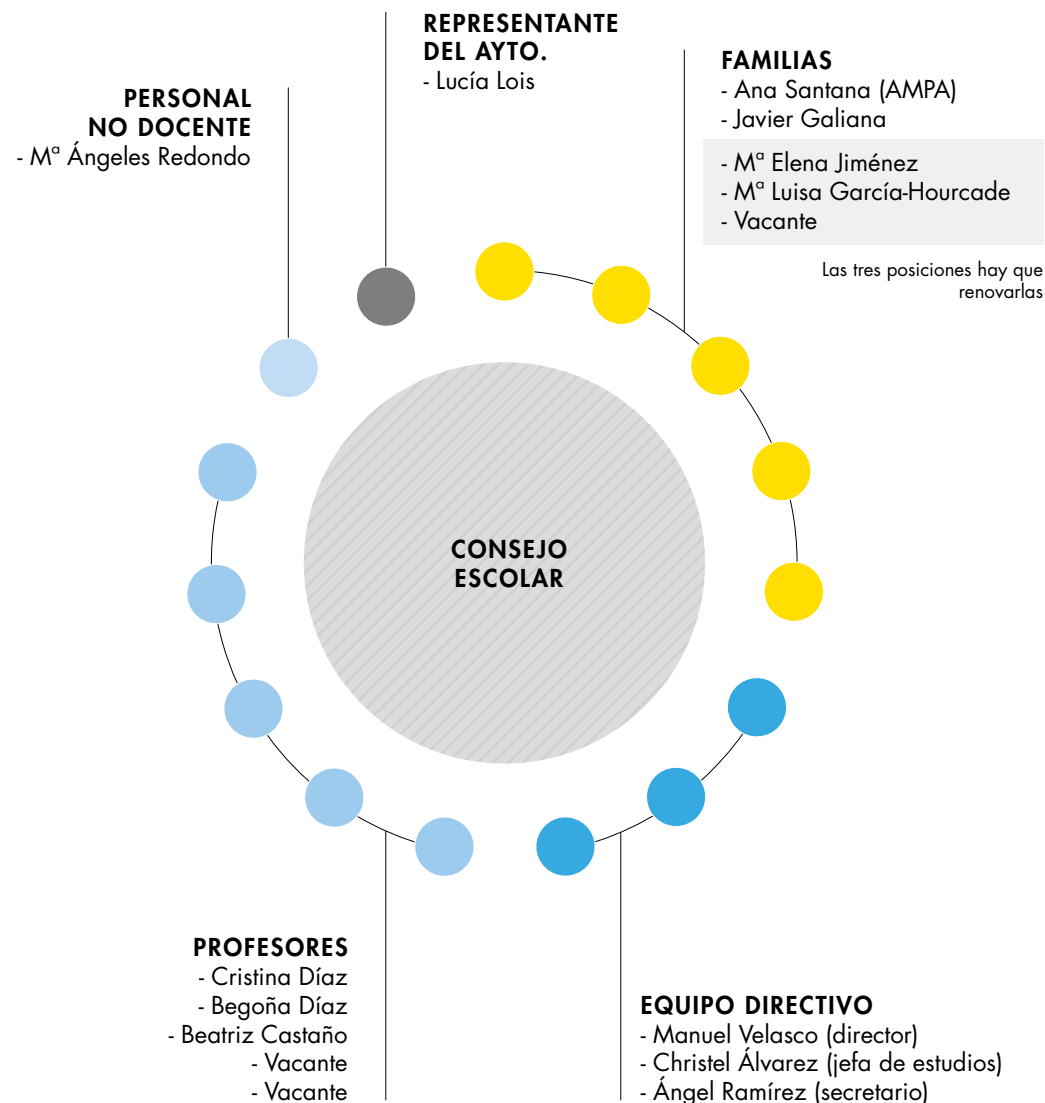 REPRESENTANTE
DEL AYTO.
- Lucía Lois
FAMILIAS
- Ana Santana (AMPA)
- Javier Galiana
- Mª Elena Jiménez
- Mª Luisa García-Hourcade
- Vacante
Las tres posiciones hay que
renovarlas
PERSONAL
NO DOCENTE
- Mª Ángeles Redondo
CONSEJO
ESCOLAR
PROFESORES
- Cristina Díaz
- Begoña Díaz
- Beatriz Castaño
- Vacante
- Vacante
EQUIPO DIRECTIVO
- Manuel Velasco (director)
- Christel Álvarez (jefa de estudios)
- Ángel Ramírez (secretario)